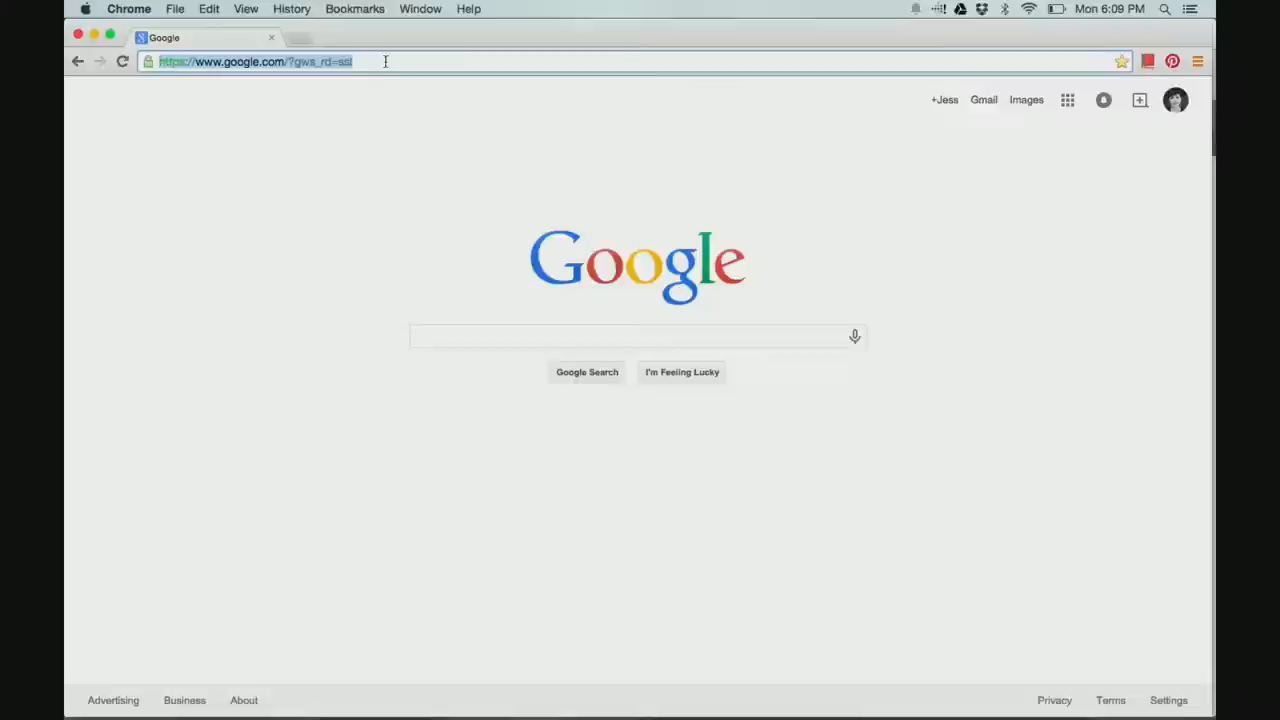 Chrome File Edit View History Bookmarks Window Help Mon 6:09 PM
Google
https://www.google.com/?gws_rd=ssl
+Jess Gmail Images
Google
Google Search I'm Feeling Lucky
Advertising Business About Privacy Terms Settings